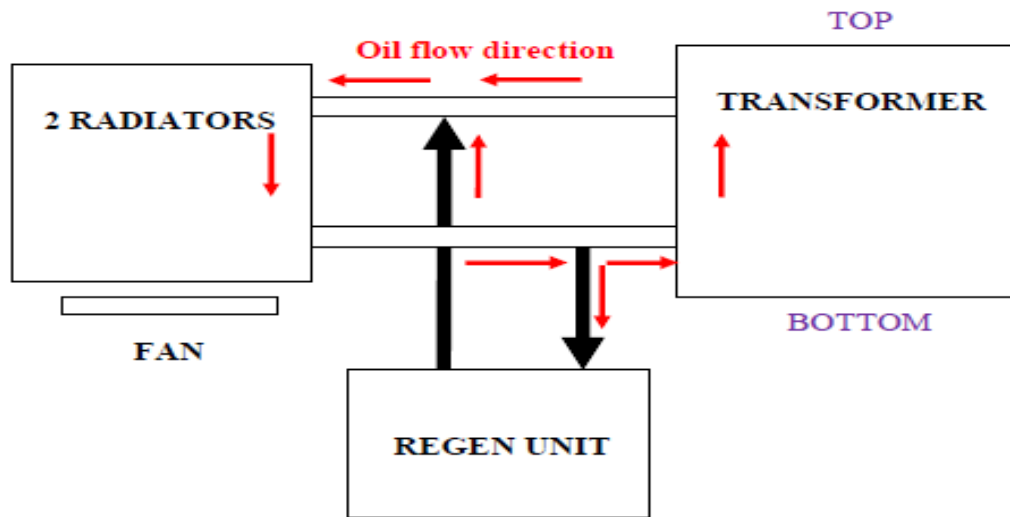 TOP
Oil flow direction
2 RADIATORS
TRANSFORMER
BOTTOM
FAN
REGEN UNIT